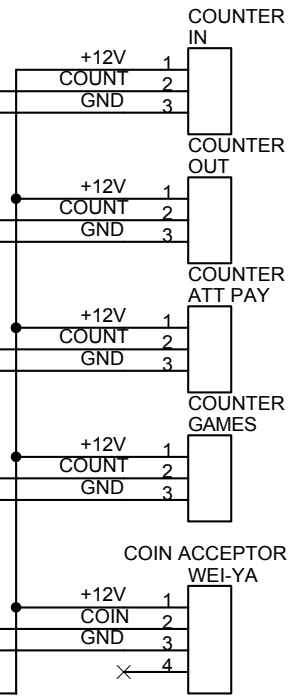 COUNTER
IN
+12V 1
COUNT 2
GND 3
COUNTER
OUT
+12V 1
COUNT 2
GND 3
COUNTER
ATT PAY
+12V 1
COUNT 2
GND 3
COUNTER
GAMES
+12V 1
COUNT 2
GND 3
COIN ACCEPTOR
WEI-YA
+12V 1
COIN 2
GND 3
4